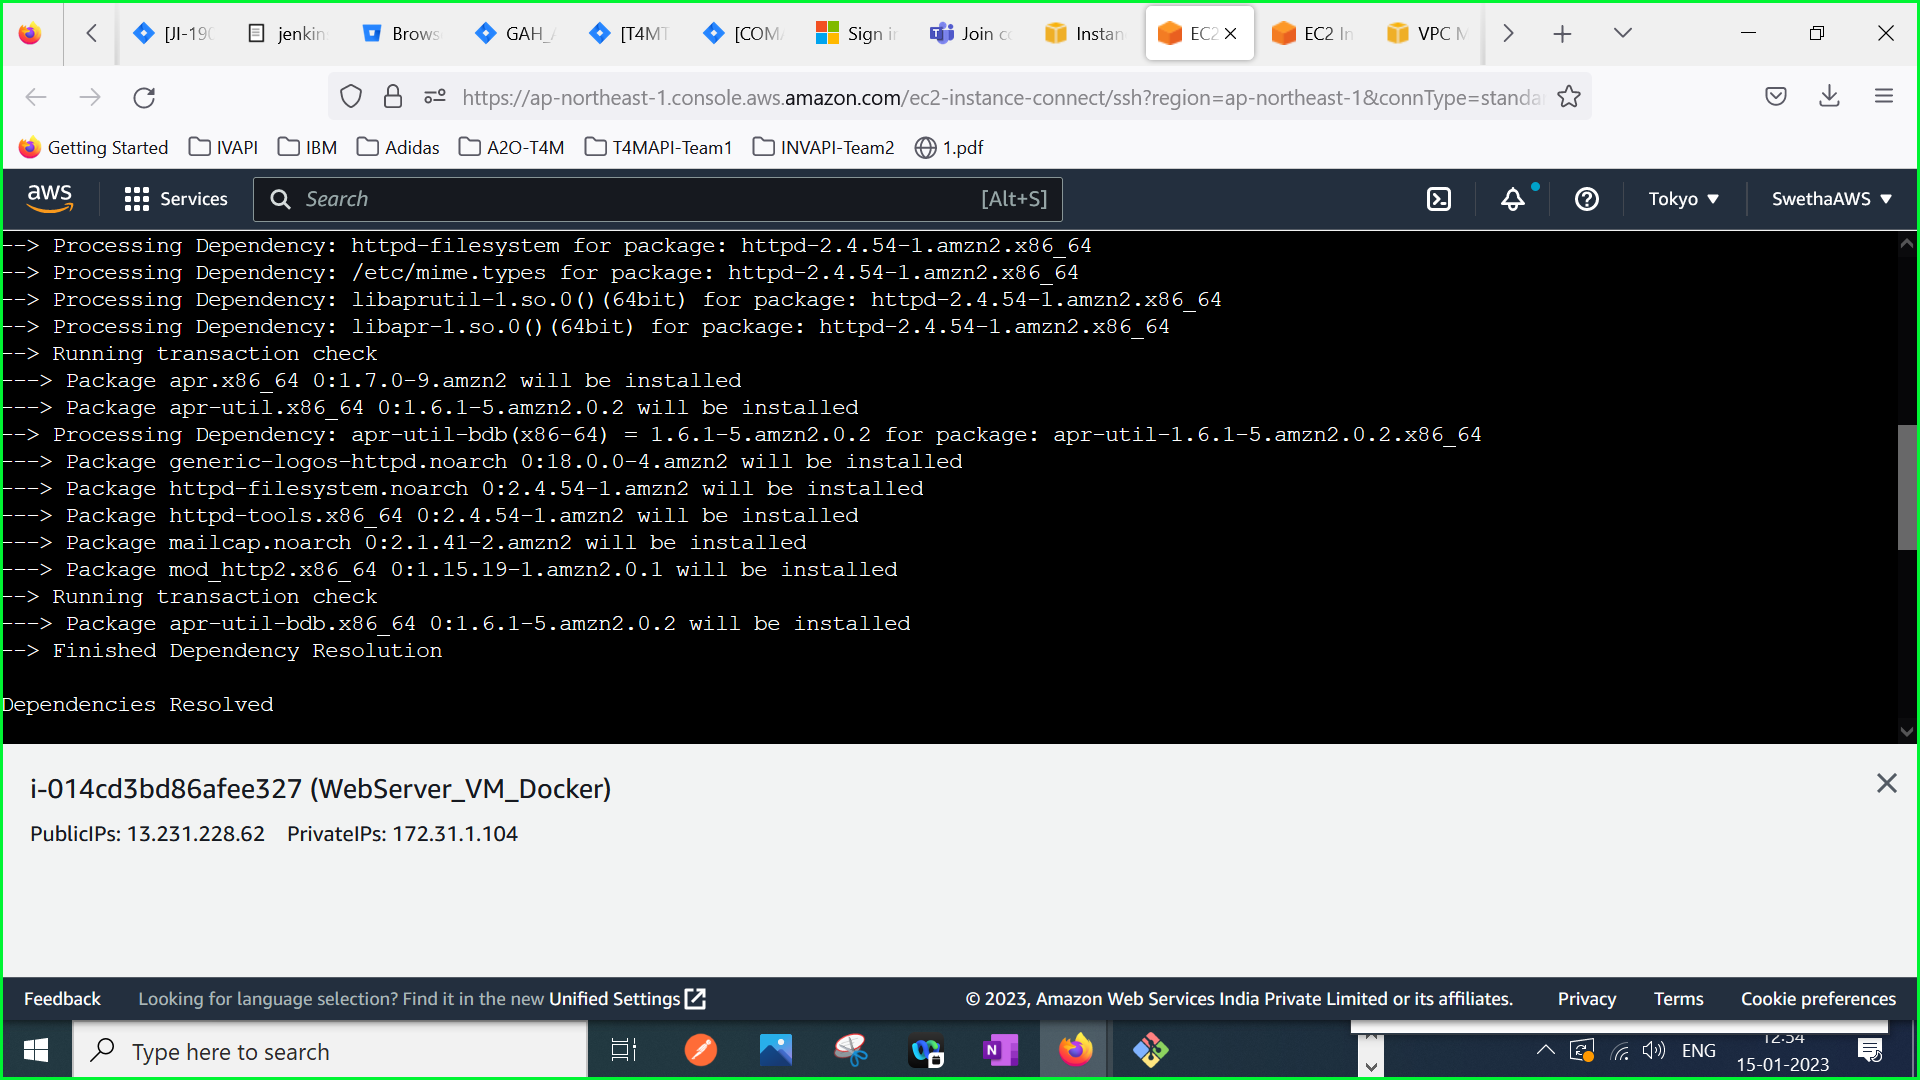 [JI-190
jenkin
Brows
GAH_
[T4MT
[COMA
Sign i
Join c
Instan
EC2
EC2 In
VPC M
https://ap-northeast-1.console.aws.amazon.com/ec2-instance-connect/ssh?region=ap-northeast-1&connType=standa
Getting Started
IVAPI
IBM
Adidas
A2O-T4M
T4MAPI-Team1
INVAPI-Team2
1.pdf
aws
Services
Search
[Alt+S]
Tokyo
SwethaAWS
--> Processing Dependency: httpd-filesystem for package: httpd-2.4.54-1.amzn2.x86_64
--> Processing Dependency: /etc/mime.types for package: httpd-2.4.54-1.amzn2.x86_64
--> Processing Dependency: libaprutil-1.so.0()(64bit) for package: httpd-2.4.54-1.amzn2.x86_64
--> Processing Dependency: libapr-1.so.0()(64bit) for package: httpd-2.4.54-1.amzn2.x86_64
--> Running transaction check
---> Package apr.x86_64 0:1.7.0-9.amzn2 will be installed
---> Package apr-util.x86_64 0:1.6.1-5.amzn2.0.2 will be installed
--> Processing Dependency: apr-util-bdb(x86-64) = 1.6.1-5.amzn2.0.2 for package: apr-util-1.6.1-5.amzn2.0.2.x86_64
---> Package generic-logos-httpd.noarch 0:18.0.0-4.amzn2 will be installed
---> Package httpd-filesystem.noarch 0:2.4.54-1.amzn2 will be installed
---> Package httpd-tools.x86_64 0:2.4.54-1.amzn2 will be installed
---> Package mailcap.noarch 0:2.1.41-2.amzn2 will be installed
---> Package mod_http2.x86_64 0:1.15.19-1.amzn2.0.1 will be installed
--> Running transaction check
---> Package apr-util-bdb.x86_64 0:1.6.1-5.amzn2.0.2 will be installed
--> Finished Dependency Resolution
Dependencies Resolved
i-014cd3bd86afee327 (WebServer_VM_Docker)
PublicIPs: 13.231.228.62 PrivateIPs: 172.31.1.104
Feedback
Looking for language selection? Find it in the new Unified Settings
© 2023, Amazon Web Services India Private Limited or its affiliates.
Privacy
Terms
Cookie preferences
Type here to search
N
ENG
12:54
15-01-2023